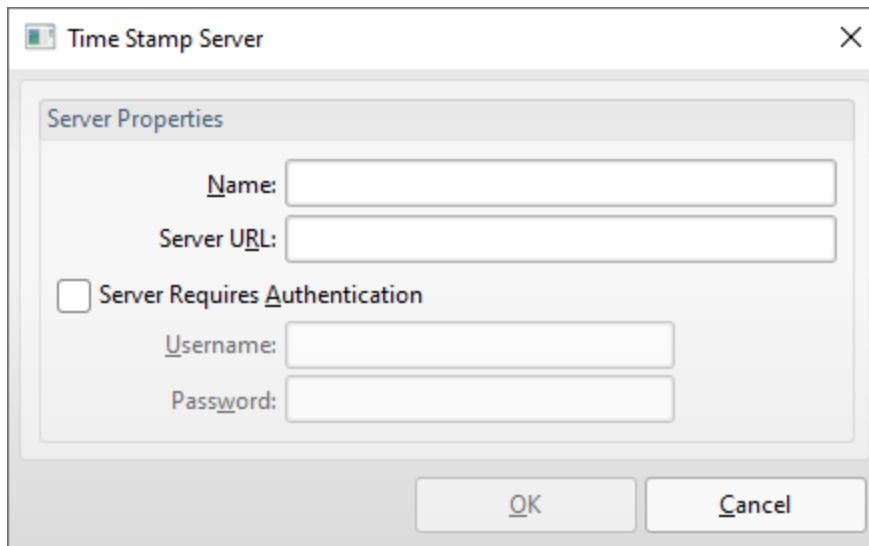 Time Stamp Server
Server Properties
Name:
Server URL:
Server Requires Authentication
Username:
Password:
OK Cancel